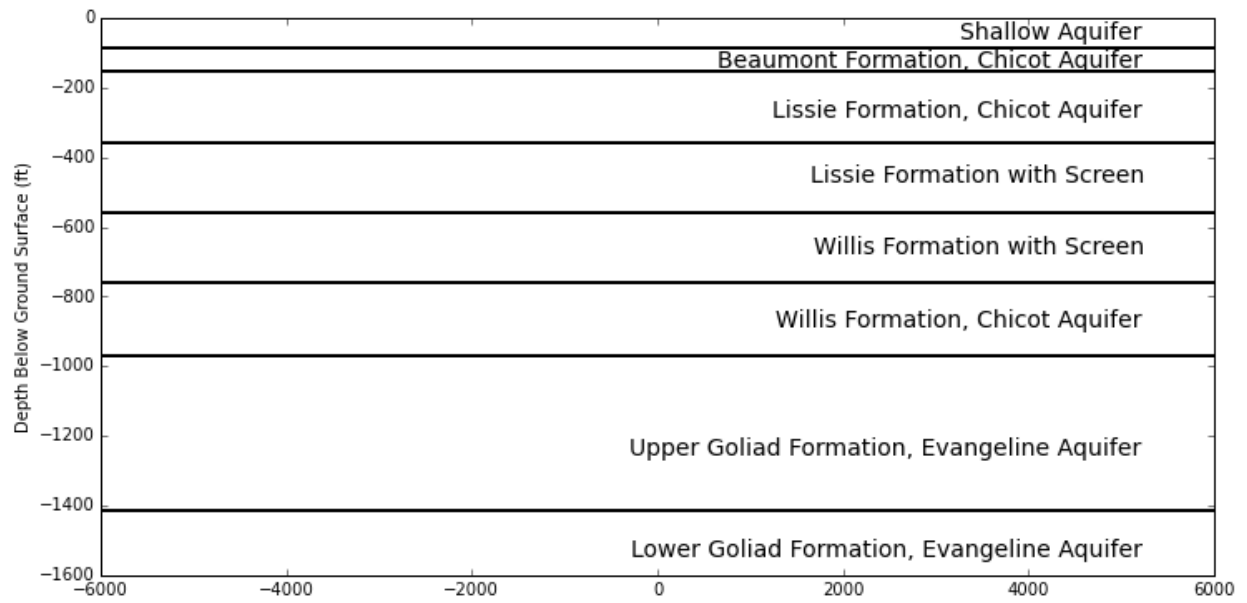 0
Shallow Aquifer
Beaumont Formation, Chicot Aquifer
−200
Lissie Formation, Chicot Aquifer
−400
Lissie Formation with Screen
−600
Willis Formation with Screen
−800
Willis Formation, Chicot Aquifer
−1000
Depth Below Ground Surface (ft)
−1200
Upper Goliad Formation, Evangeline Aquifer
−1400
Lower Goliad Formation, Evangeline Aquifer
−1600
−6000 −4000 −2000 0 2000 4000 6000